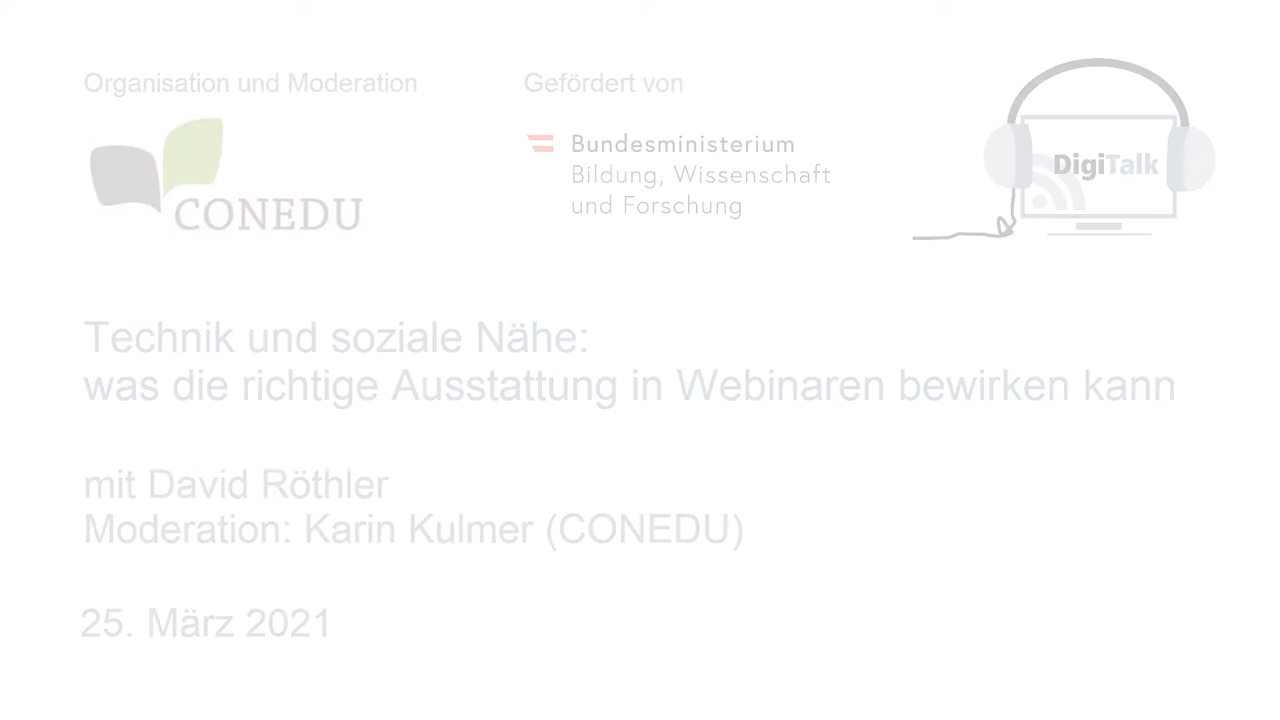 Organisation und Moderation
CONEDU
Gefördert von
Bundesministerium
Bildung, Wissenschaft
und Forschung
DigiTalk
Technik und soziale Nähe:
was die richtige Ausstattung in Webinaren bewirken kann
mit David Röthler
Moderation: Karin Kulmer (CONEDU)
25. März 2021